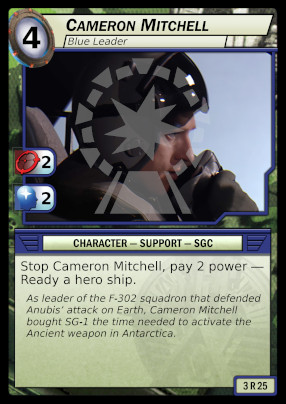 4
CAMERON MITCHELL
Blue Leader
2
2
CHARACTER — SUPPORT — SGC
Stop Cameron Mitchell, pay 2 power —
Ready a hero ship.
As leader of the F-302 squadron that defended
Anubis' attack on Earth, Cameron Mitchell
bought SG-1 the time needed to activate the
Ancient weapon in Antarctica.
3 R 25